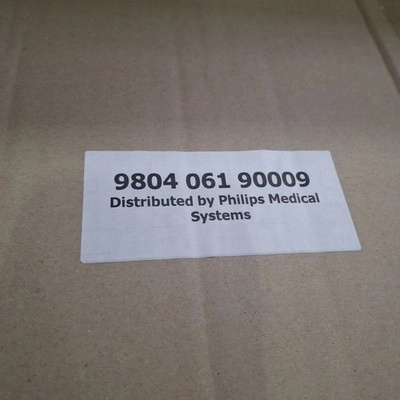 9804 061 90009
Distributed by Philips Medical
Systems